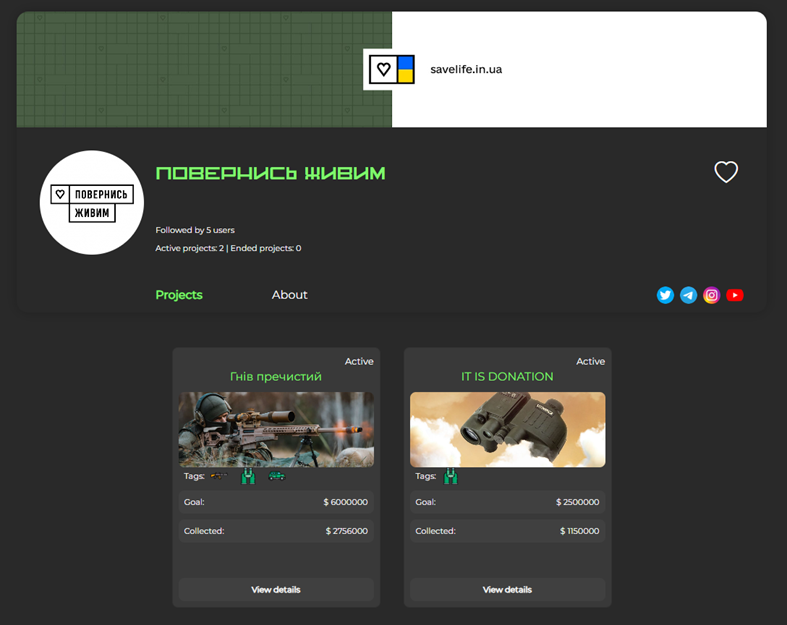 savelife.in.ua
ПОВЕРНИСЬ
ЖИВИМ
ПОВЕРНИСЬ ЖИВИМ
Followed by 5 users
Active projects: 2 | Ended projects: 0
Projects
About
Active
Гнів пречистий
Tags:
Goal:
$ 6000000
Collected:
$ 2756000
View details
Active
IT IS DONATION
Tags:
Goal:
$ 2500000
Collected:
$ 1150000
View details